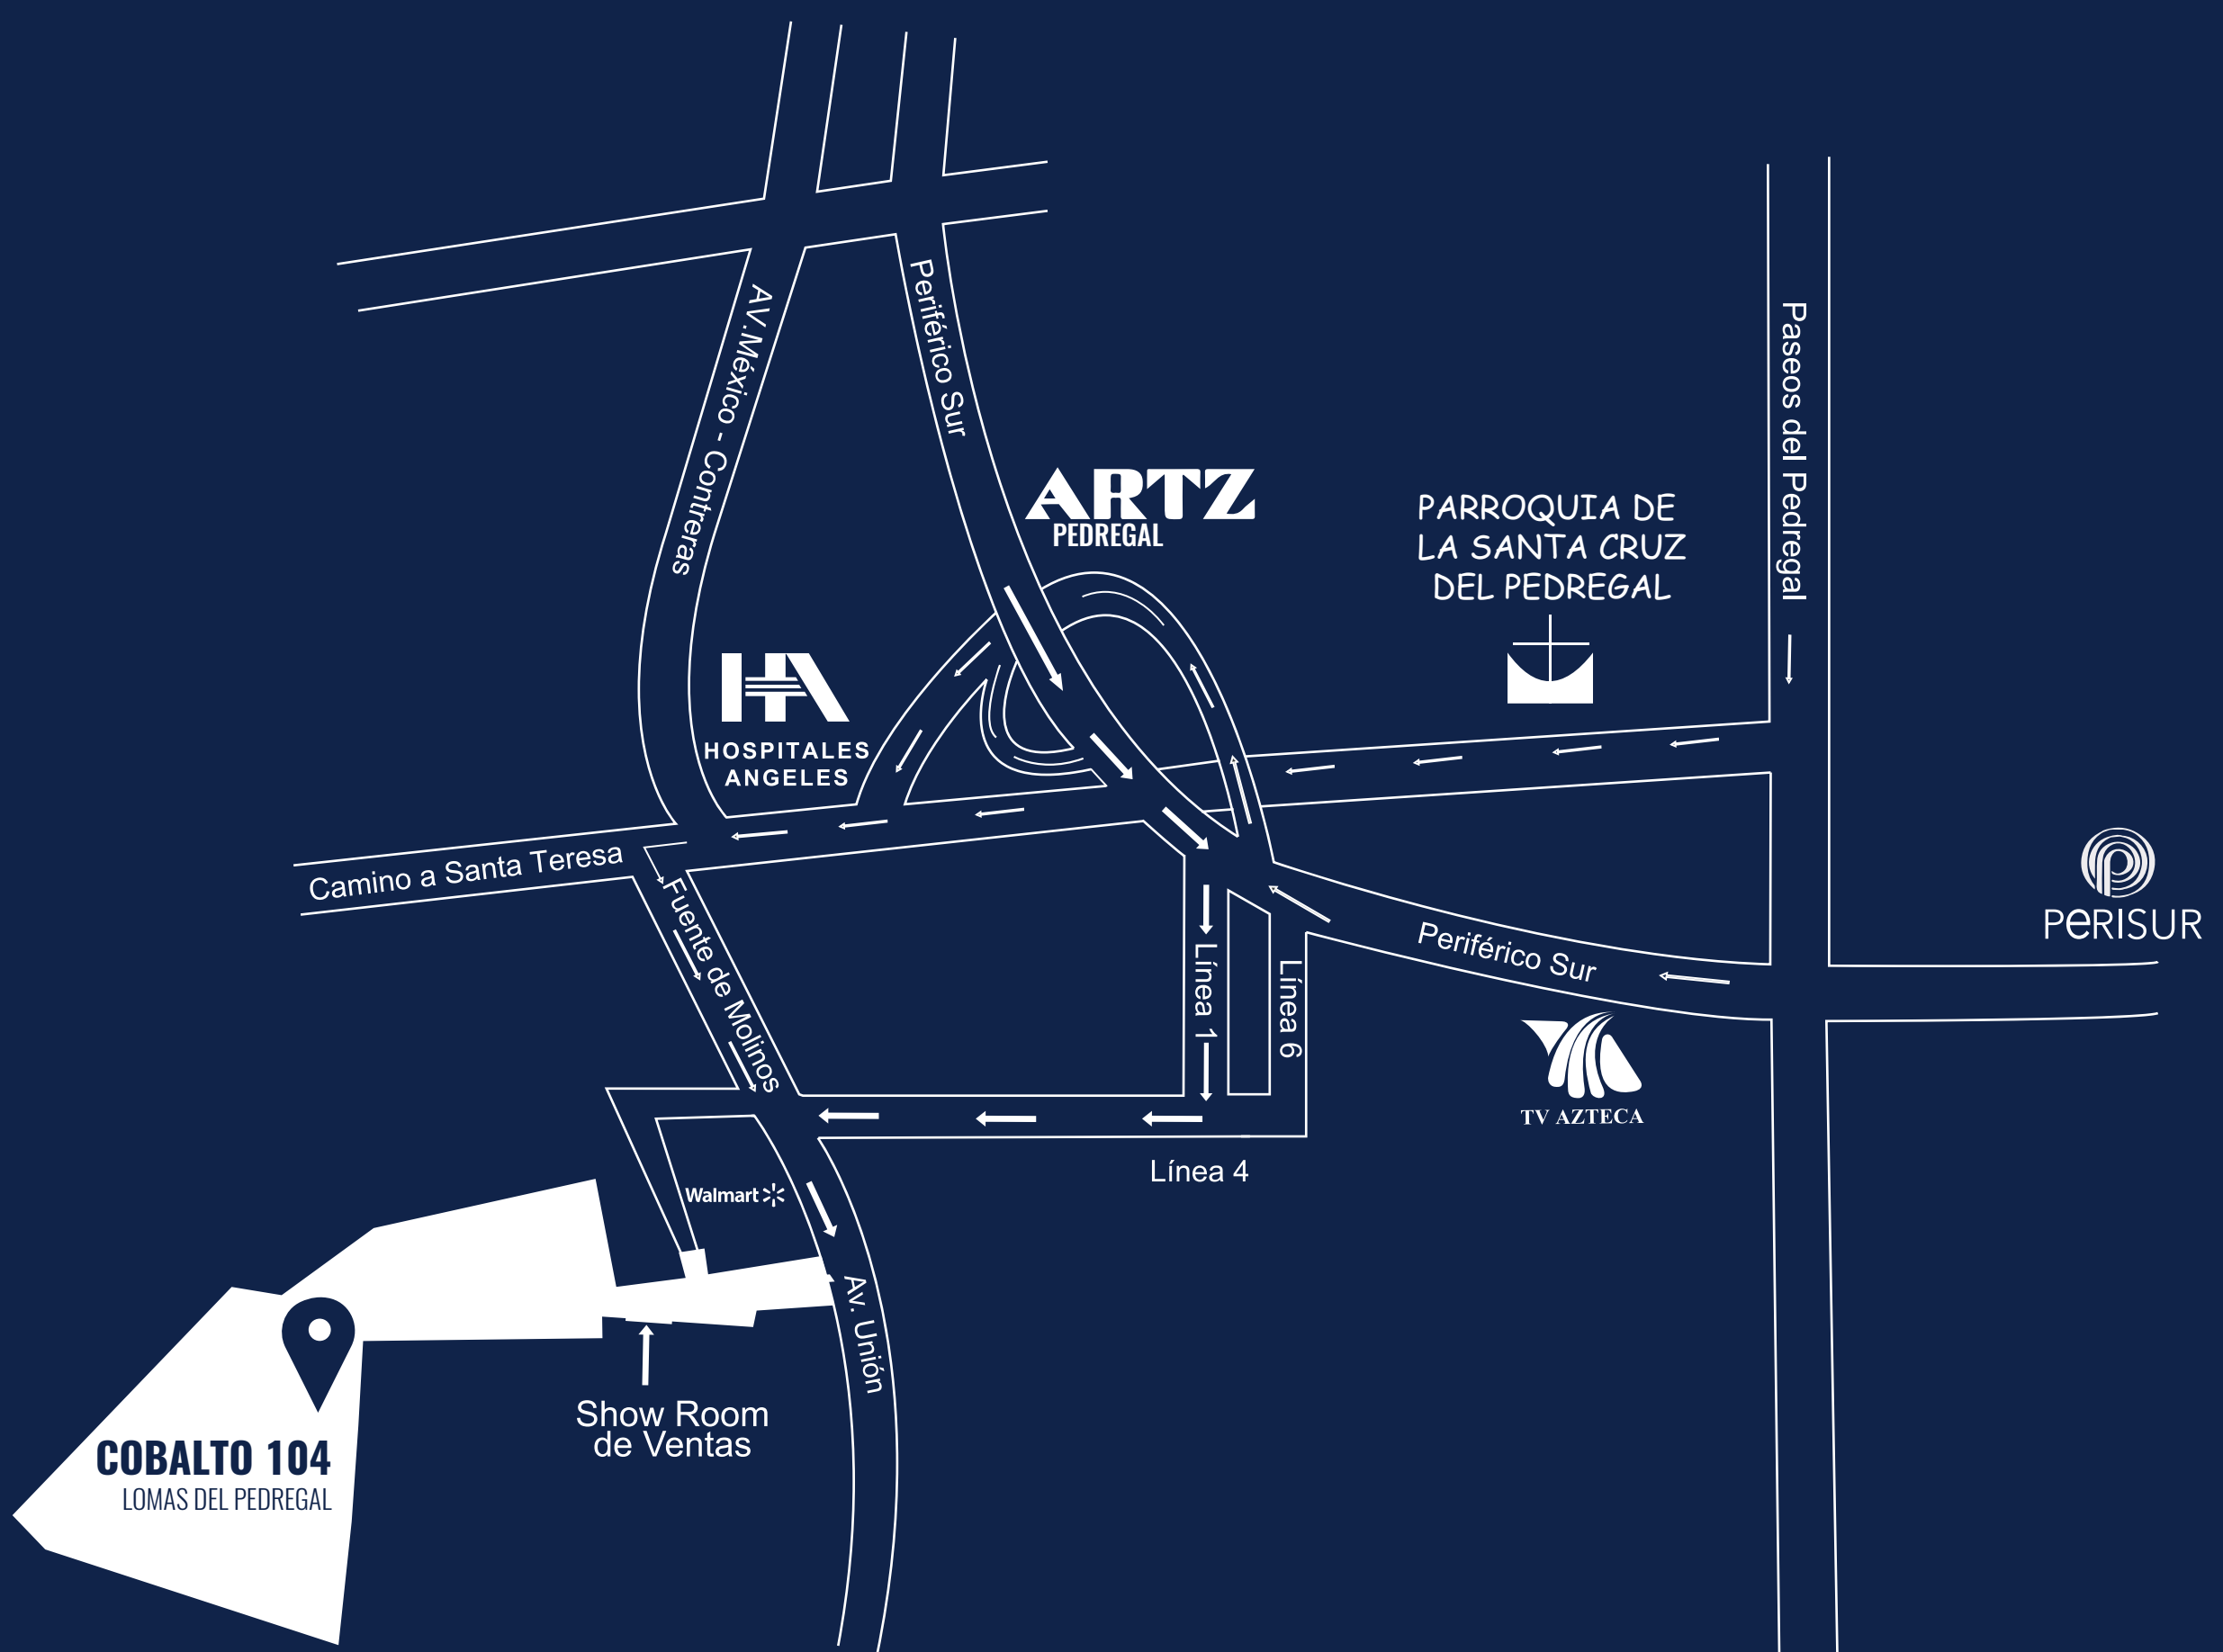 AV.México - Contreras
Periférico Sur
Paseos del Pedregal
ARTZ
PEDREGAL
PARROQUIA DE
LA SANTA CRUZ
DEL PEDREGAL
HA
HOSPITALES
ANGELES
Camino a Santa Teresa
Fuente de Molinos
Línea 1
Línea 6
Periférico Sur
PERISUR
TV AZTECA
Línea 4
Walmart
Av. Unión
Show Room
de Ventas
COBALTO 104
LOMAS DEL PEDREGAL